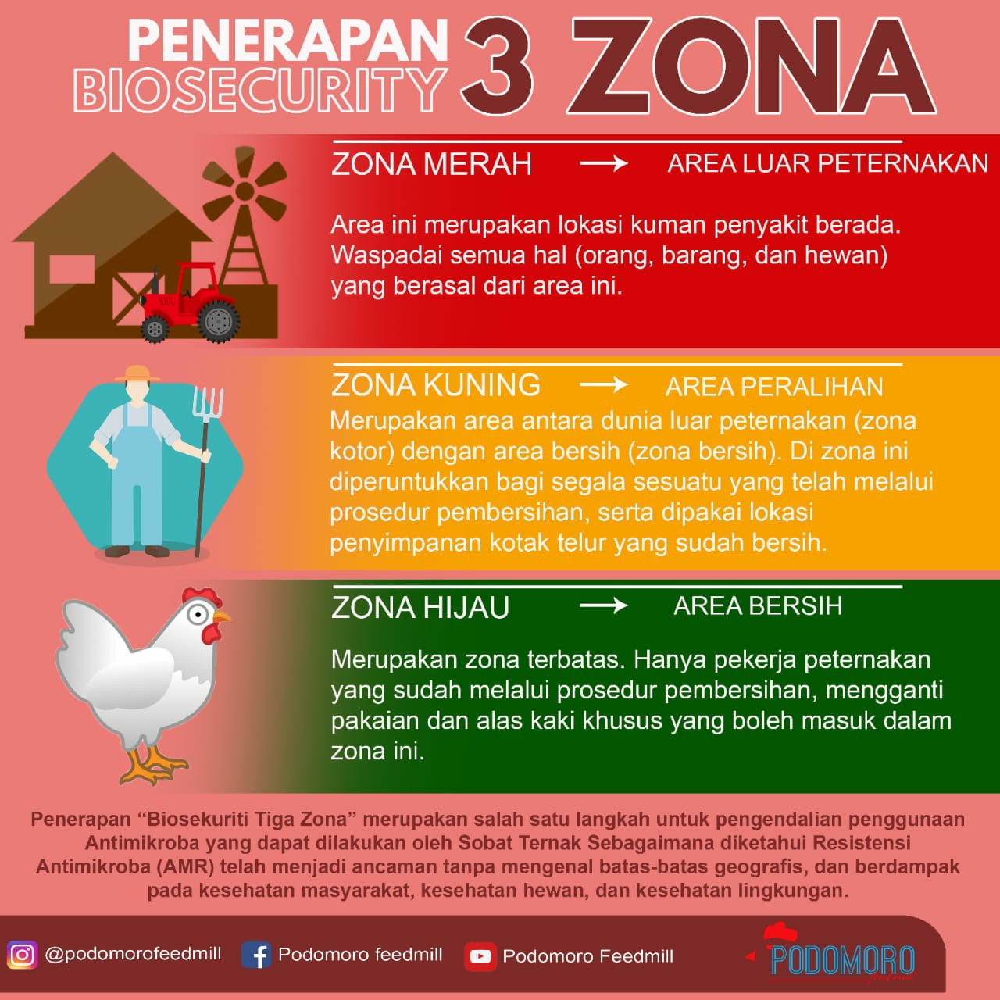 PENERAPAN
BIOSECURITY
3 ZONA
ZONA MERAH → AREA LUAR PETERNAKAN
Area ini merupakan lokasi kuman penyakit berada.
Waspadai semua hal (orang, barang, dan hewan)
yang berasal dari area ini.
ZONA KUNING → AREA PERALIHAN
Merupakan area antara dunia luar peternakan (zona
kotor) dengan area bersih (zona bersih). Di zona ini
diperuntukkan bagi segala sesuatu yang telah melalui
prosedur pembersihan, serta dipakai lokasi
penyimpanan kotak telur yang sudah bersih.
ZONA HIJAU → AREA BERSIH
Merupakan zona terbatas. Hanya pekerja peternakan
yang sudah melalui prosedur pembersihan, mengganti
pakaian dan alas kaki khusus yang boleh masuk dalam
zona ini.
Penerapan “Biosekuriti Tiga Zona” merupakan salah satu langkah untuk pengendalian penggunaan
Antimikroba yang dapat dilakukan oleh Sobat Ternak Sebagaimana diketahui Resistensi
Antimikroba (AMR) telah menjadi ancaman tanpa mengenal batas-batas geografis, dan berdampak
pada kesehatan masyarakat, kesehatan hewan, dan kesehatan lingkungan.
@podomorofeedmill
Podomoro feedmill
Podomoro Feedmill
PODOMORO
feedmill